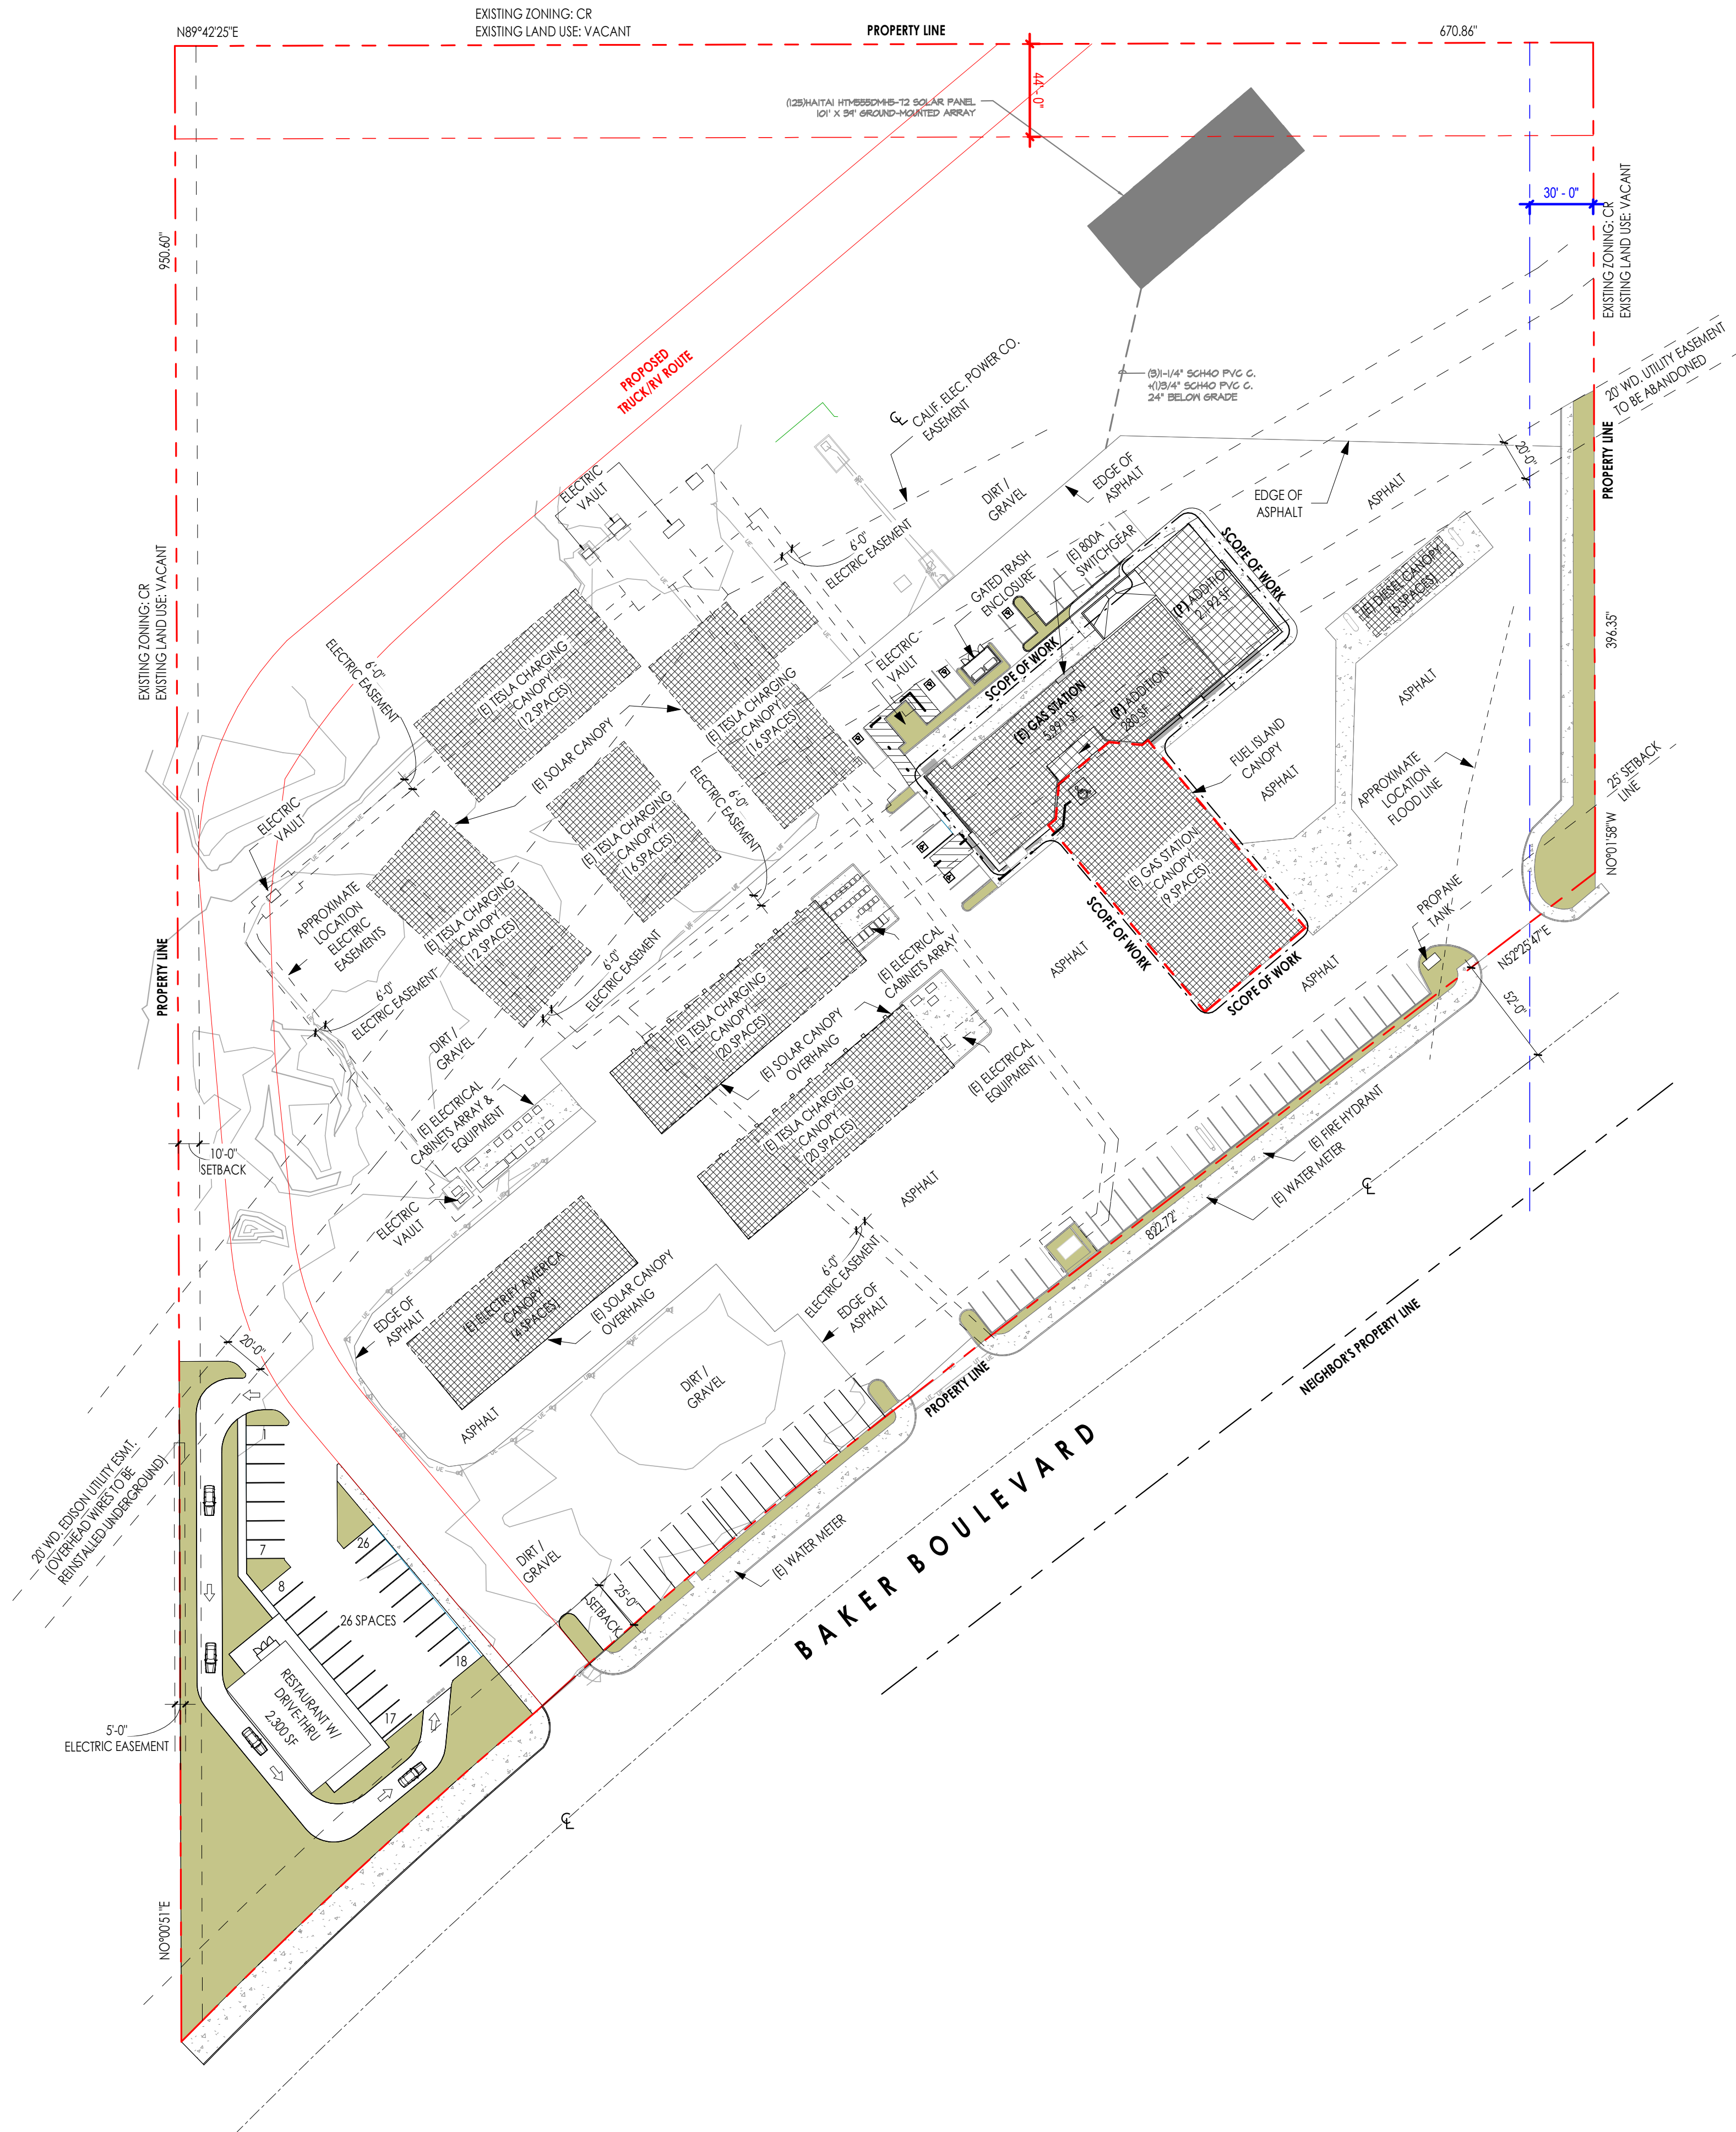 EXISTING ZONING: CR
EXISTING LAND USE: VACANT
N89°42'25"E
PROPERTY LINE
670.86"
44' - 0"
(125)HAITAI HTM555DMH5-72 SOLAR PANEL
101' X 39' GROUND-MOUNTED ARRAY
30' - 0"
EXISTING ZONING: CR
EXISTING LAND USE: VACANT
950.60"
PROPOSED
TRUCK/RV ROUTE
CALIF. ELEC. POWER CO.
EASEMENT
(3)1-1/4" SCH40 PVC C.
+(1)3/4" SCH40 PVC C.
24" BELOW GRADE
20' WD. UTILITY EASEMENT
TO BE ABANDONED
PROPERTY LINE
20'-0"
EDGE OF
ASPHALT
DIRT /
GRAVEL
EDGE OF
ASPHALT
ASPHALT
ELECTRIC
VAULT
6'-0"
ELECTRIC EASEMENT
GATED TRASH
ENCLOSURE
(E) 800A
SWITCHGEAR
SCOPE OF WORK
(P) ADDITION
2,192 SF
(E) DIESEL CANOPY
(5 SPACES)
EXISTING ZONING: CR
EXISTING LAND USE: VACANT
6'-0"
ELECTRIC EASEMENT
(E) TESLA CHARGING
CANOPY
(12 SPACES)
(E) TESLA CHARGING
CANOPY
(16 SPACES)
ELECTRIC
VAULT
SCOPE OF WORK
(E) GAS STATION
5,991 SF
(P) ADDITION
280 SF
FUEL ISLAND
CANOPY
ASPHALT
ASPHALT
396.35"
APPROXIMATE
LOCATION
FLOOD LINE
25' SETBACK
LINE
N0°01'58"W
(E) SOLAR CANOPY
6'-0"
ELECTRIC EASEMENT
ELECTRIC
VAULT
(E) TESLA CHARGING
CANOPY
(16 SPACES)
(E) GAS STATION
CANOPY
(9 SPACES)
SCOPE OF WORK
SCOPE OF WORK
PROPANE
TANK
N52°25'47"E
52'-0"
PROPERTY LINE
APPROXIMATE
LOCATION
ELECTRIC
EASEMENTS
(E) TESLA CHARGING
CANOPY
(12 SPACES)
6'-0"
ELECTRIC EASEMENT
6'-0"
ELECTRIC EASEMENT
(E) ELECTRICAL
CABINETS ARRAY
ASPHALT
ASPHALT
(E) TESLA CHARGING
CANOPY
(20 SPACES)
(E) SOLAR CANOPY
OVERHANG
(E) ELECTRICAL
EQUIPMENT
DIRT /
GRAVEL
(E) ELECTRICAL
CABINETS ARRAY &
EQUIPMENT
(E) TESLA CHARGING
CANOPY
(20 SPACES)
10'-0"
SETBACK
ELECTRIC
VAULT
ASPHALT
(E) FIRE HYDRANT
(E) WATER METER
822.72"
6'-0"
ELECTRIC EASEMENT
EDGE OF
ASPHALT
(E) ELECTRIFY AMERICA
CANOPY
(4 SPACES)
(E) SOLAR CANOPY
OVERHANG
EDGE OF
ASPHALT
20'-0"
DIRT /
GRAVEL
PROPERTY LINE
NEIGHBOR'S PROPERTY LINE
ASPHALT
20' WD. EDISON UTILITY ESMT.
(OVERHEAD WIRES TO BE
REINSTALLED UNDERGROUND)
BAKER BOULEVARD
DIRT /
GRAVEL
(E) WATER METER
25'-0"
SETBACK
1
7
8
26
26 SPACES
18
17
RESTAURANT W/
DRIVE-THRU
2,300 SF
5'-0"
ELECTRIC EASEMENT
N0°00'51"E